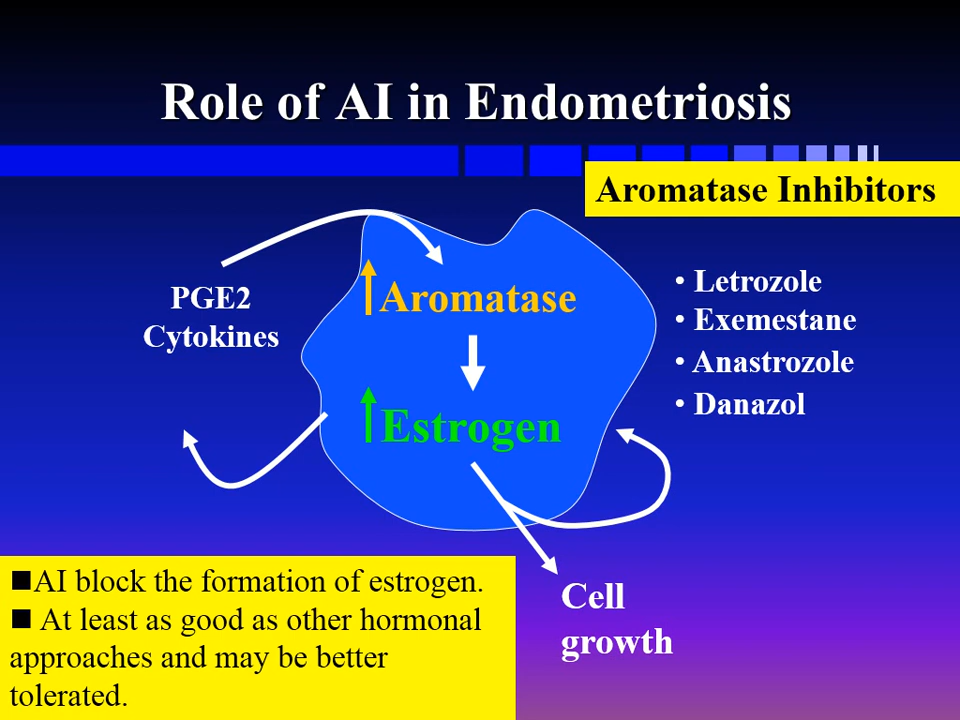 Role of AI in Endometriosis
Aromatase Inhibitors
PGE2
Cytokines
Aromatase
Estrogen
• Letrozole
• Exemestane
• Anastrozole
• Danazol
Cell
growth
■AI block the formation of estrogen.
■ At least as good as other hormonal
approaches and may be better
tolerated.